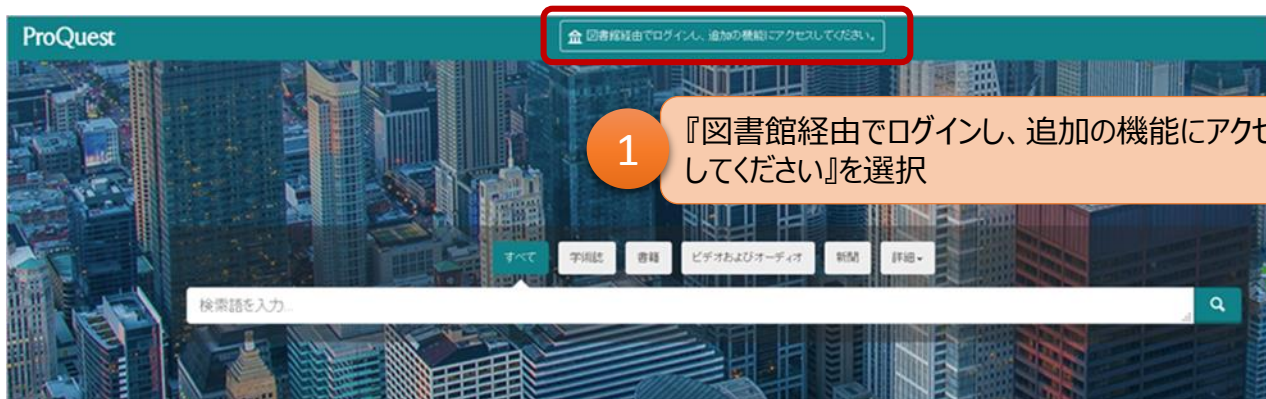 ProQuest
図書館経由でログインし、追加の機能にアクセスしてください。
1
『図書館経由でログインし、追加の機能にアクセ
してください』を選択
すべて 学術誌 書籍 ビデオおよびオーディオ 新聞 詳細
検索語を入力...